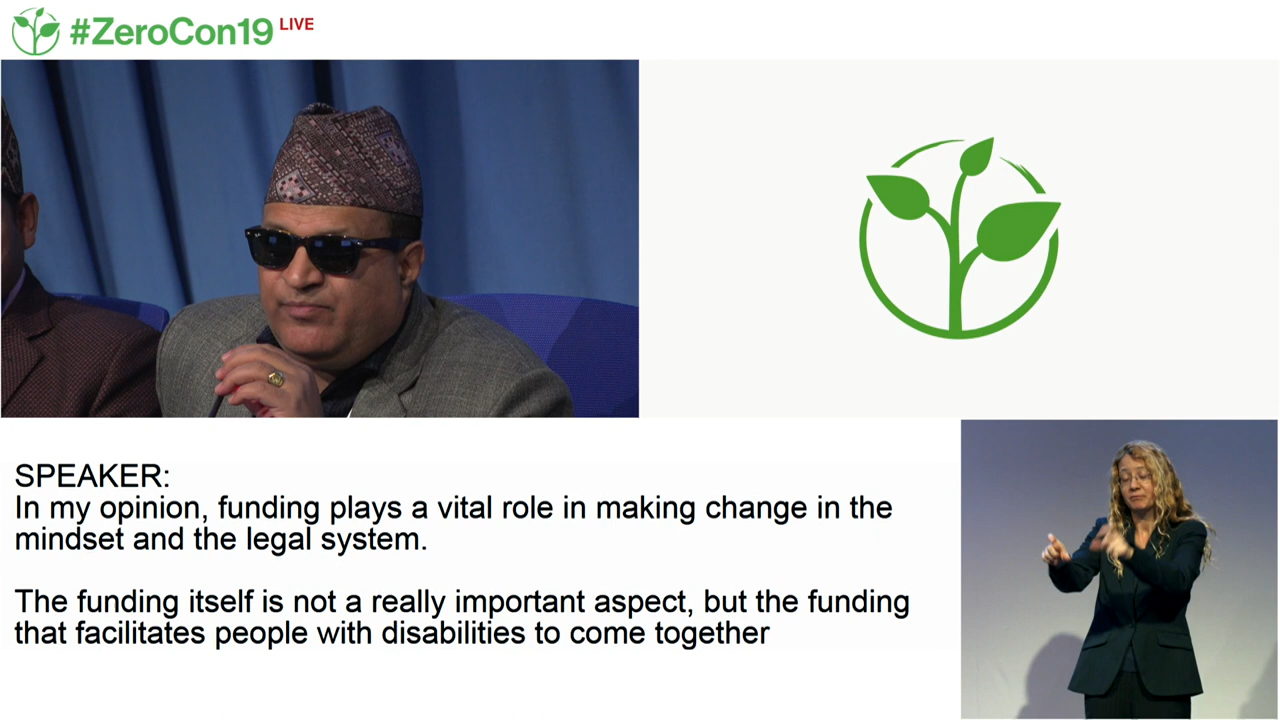 #ZeroCon19 LIVE
SPEAKER:
In my opinion, funding plays a vital role in making change in the
mindset and the legal system.
The funding itself is not a really important aspect, but the funding
that facilitates people with disabilities to come together